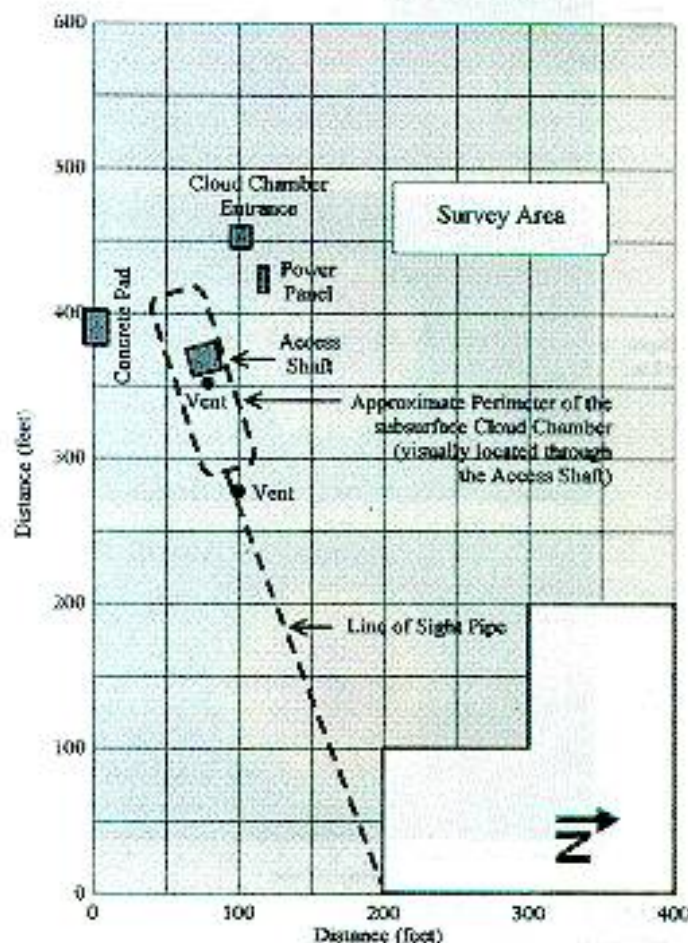 600
500
400
300
200
100
0
Distance (feet)
Cloud Chamber
Entrance
Survey Area
Power
Panel
Concrete Pad
Access
Shaft
Vent
Approximate Perimeter of the
subsurface Cloud Chamber
(visually located through
the Access Shaft)
Vent
Line of Sight Pipe
N
0
100
200
300
400
Distance (feet)